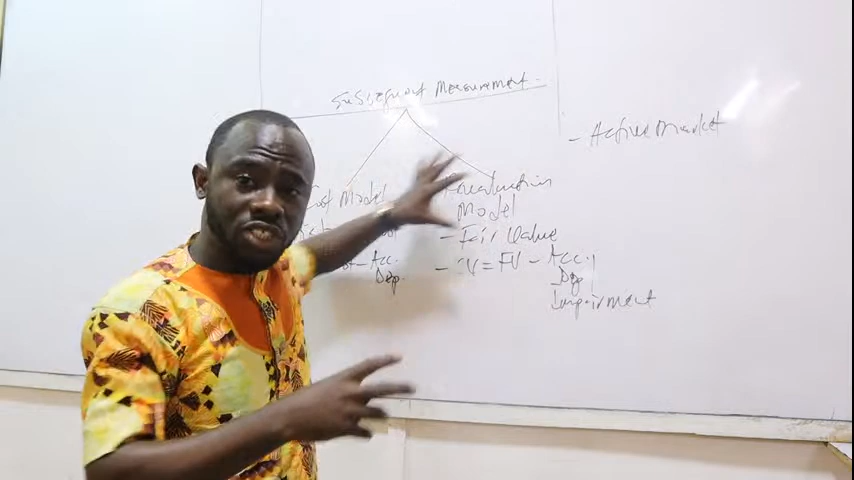 Subsequent Measurement.
- Active Market
Cost Model
Revaluation
Model
- Fair Value
- Acc.
Dep.
- CV = FV - Acc.
Dep
Impairment